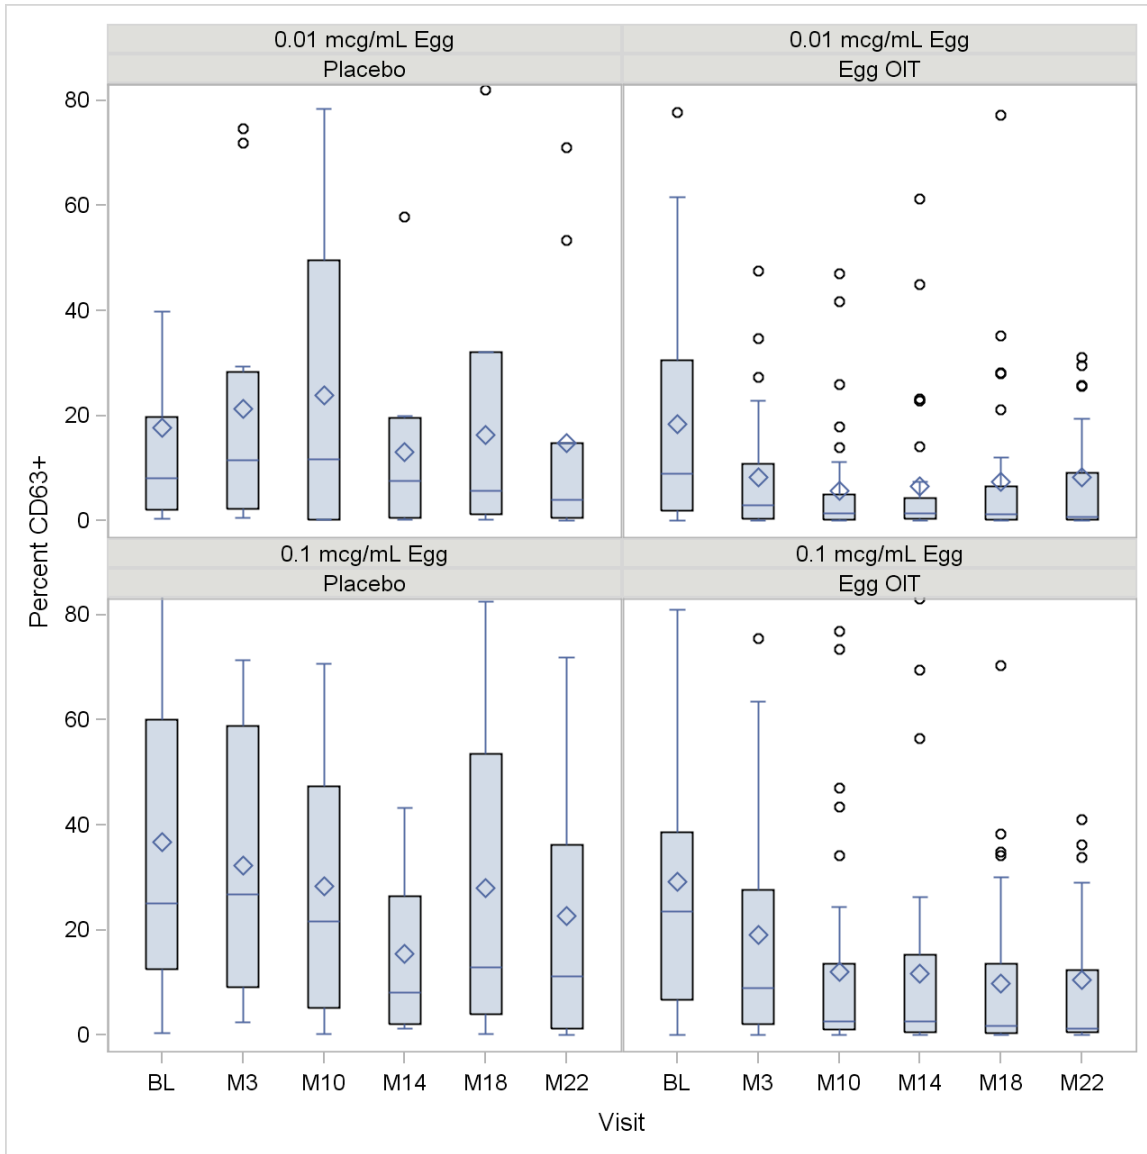 0.01 mcg/mL Egg
0.01 mcg/mL Egg
Placebo
Egg OIT
80
60
40
20
0
0.1 mcg/mL Egg
0.1 mcg/mL Egg
Placebo
Egg OIT
80
60
40
20
0
Percent CD63+
BL M3 M10 M14 M18 M22
BL M3 M10 M14 M18 M22
Visit